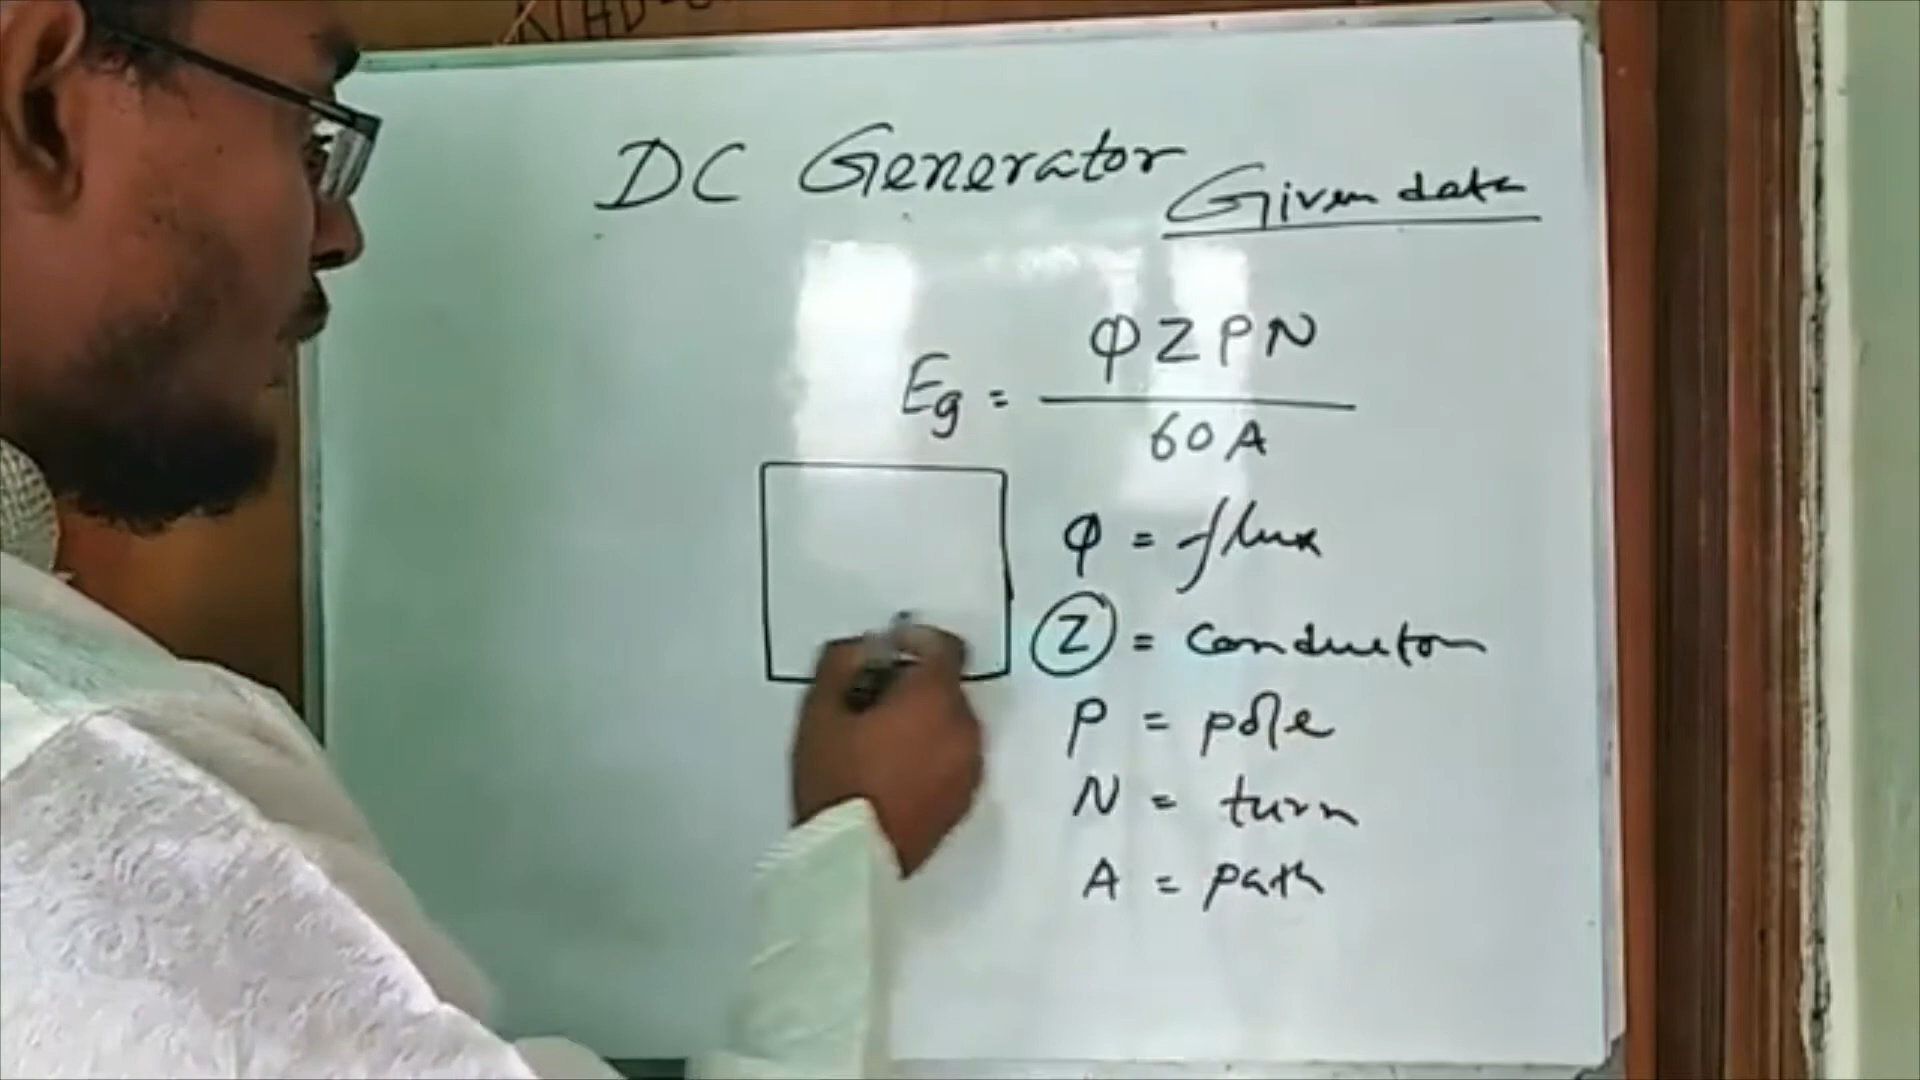 DC Generator
Given data
Eg = φZPN
60A
φ = flux
Z = conductor
P = pole
N = turn
A = path